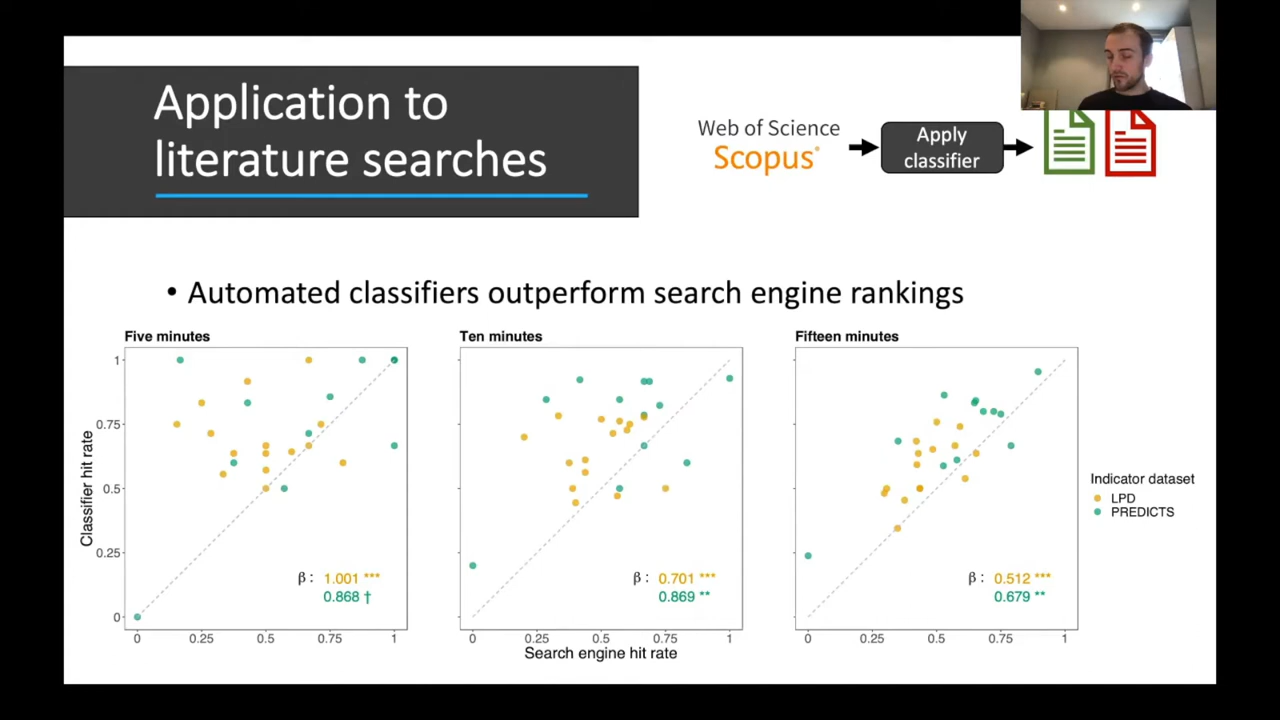 Application to
literature searches
Web of Science
Scopus®
Apply
classifier
• Automated classifiers outperform search engine rankings
Five minutes
Ten minutes
Fifteen minutes
Classifier hit rate
1
0.75
0.5
0.25
0
β : 1.001 ***
0.868 †
β : 0.701 ***
0.869 **
β : 0.512 ***
0.679 **
0 0.25 0.5 0.75 1
0 0.25 0.5 0.75 1
0 0.25 0.5 0.75 1
Search engine hit rate
Indicator dataset
LPD
PREDICTS